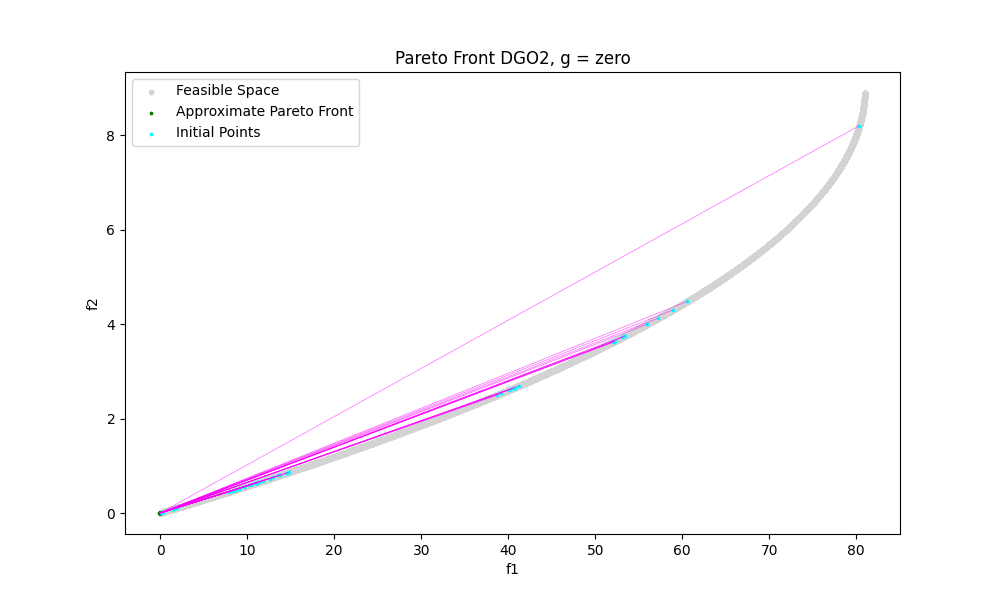 Pareto Front DGO2, g = zero
Feasible Space
Approximate Pareto Front
Initial Points
f2
8
6
4
2
0
0 10 20 30 40 50 60 70 80
f1